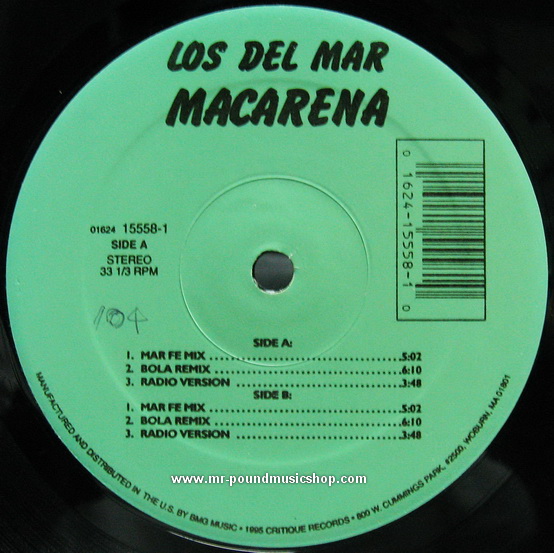 LOS DEL MAR
MACARENA
01624 15558-1
SIDE A
STEREO
33 1/3 RPM
0 1624-15558-1 0
104
SIDE A:
1. MAR FE MIX ........................................5:02
2. BOLA REMIX ......................................6:10
3. RADIO VERSION ................................3:48
SIDE B:
1. MAR FE MIX ........................................5:02
2. BOLA REMIX ......................................6:10
3. RADIO VERSION ................................3:48
www.mr-poundmusicshop.com
MANUFACTURED AND DISTRIBUTED IN THE U.S. BY BMG MUSIC • 1995 CRITIQUE RECORDS • 800 W. CUMMINGS PARK, #2500, WOBURN, MA 01801